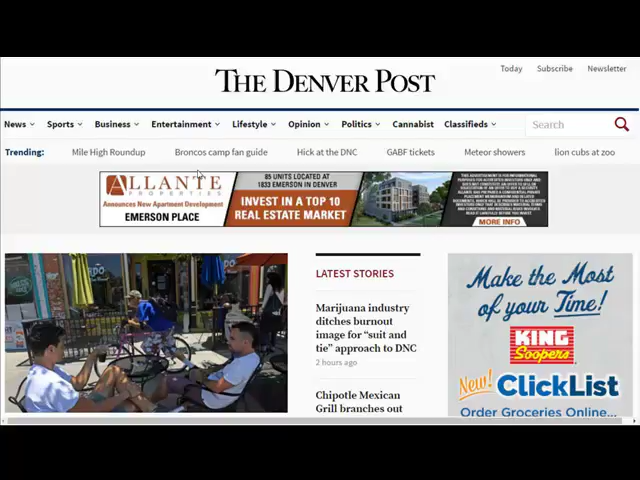 Today Subscribe Newsletter
THE DENVER POST
News Sports Business Entertainment Lifestyle Opinion Politics Cannabist Classifieds Search
Trending: Mile High Roundup Broncos camp fan guide Hick at the DNC GABF tickets Meteor showers lion cubs at zoo
ALLANTE
PROPERTIES
Announces New Apartment Development
EMERSON PLACE
85 UNITS LOCATED AT
1833 EMERSON IN DENVER
INVEST IN A TOP 10
REAL ESTATE MARKET
MORE INFO
LATEST STORIES
Marijuana industry
ditches burnout
image for “suit and
tie” approach to DNC
2 hours ago
Chipotle Mexican
Grill branches out
Make the Most
of your Time!
KING
Soopers
New! ClickList
Order Groceries Online...